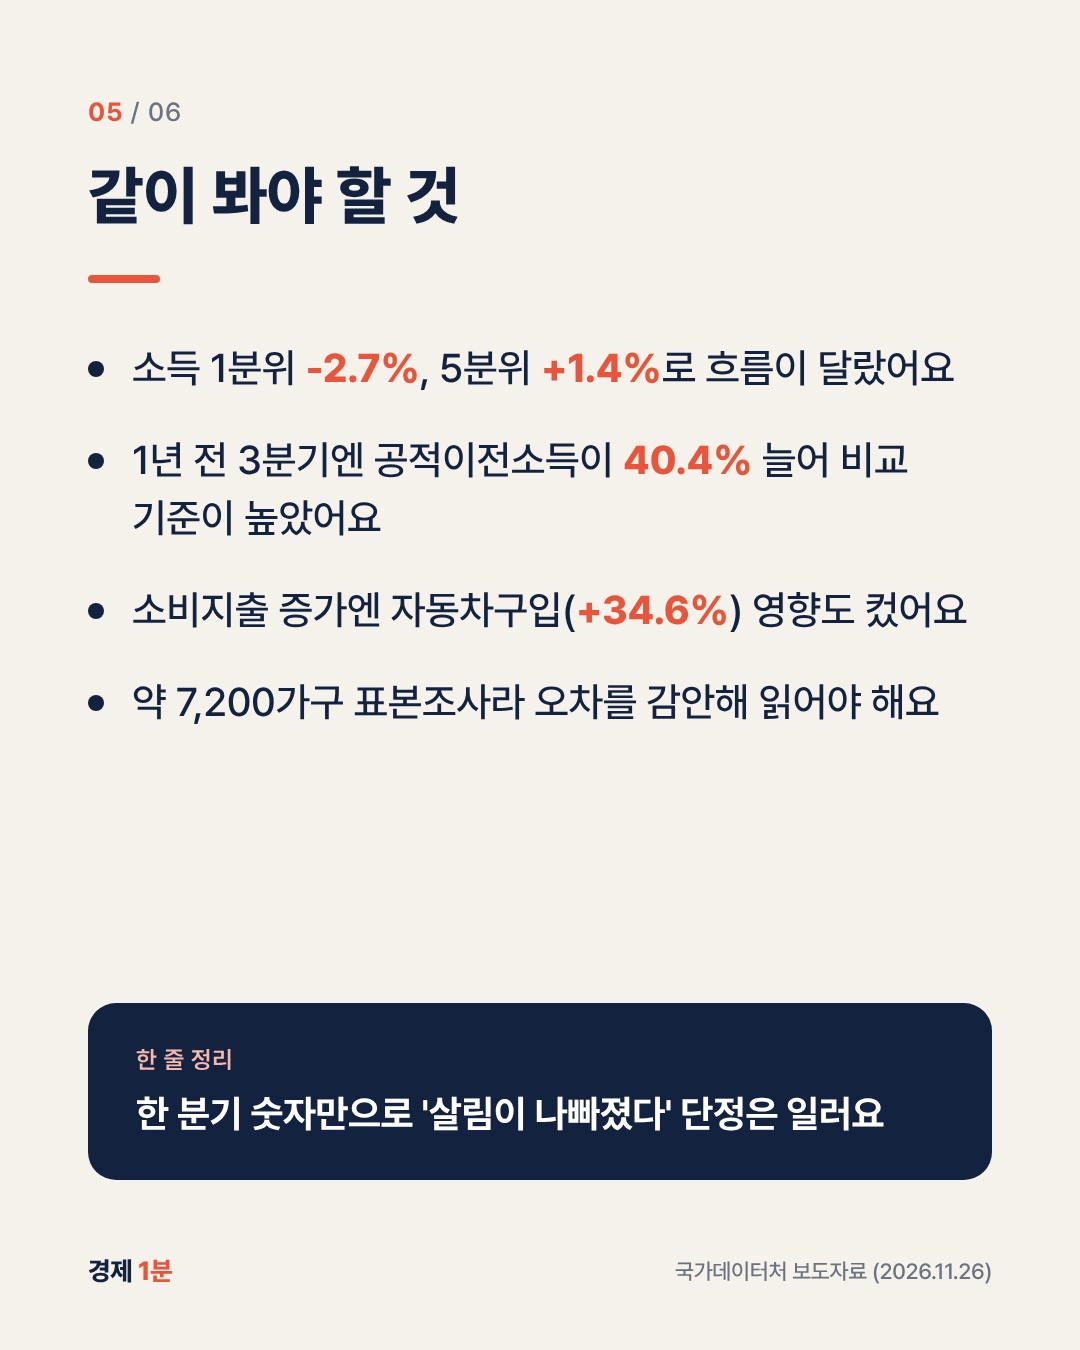 05 / 06
같이 봐야 할 것
소득 1분위 -2.7%, 5분위 +1.4%로 흐름이 달랐어요
1년 전 3분기엔 공적이전소득이 40.4% 늘어 비교
기준이 높았어요
소비지출 증가엔 자동차구입(+34.6%) 영향도 컸어요
약 7,200가구 표본조사라 오차를 감안해 읽어야 해요
한 줄 정리
한 분기 숫자만으로 '살림이 나빠졌다' 단정은 일러요
경제 1분
국가데이터처 보도자료 (2026.11.26)